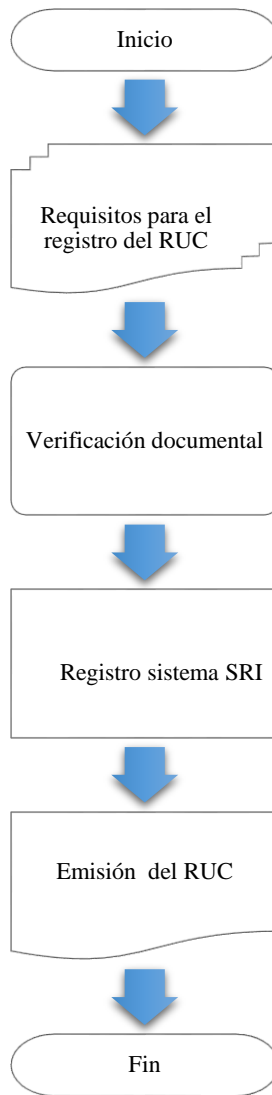 Inicio
Requisitos para el
registro del RUC
Verificación documental
Registro sistema SRI
Emisión del RUC
Fin